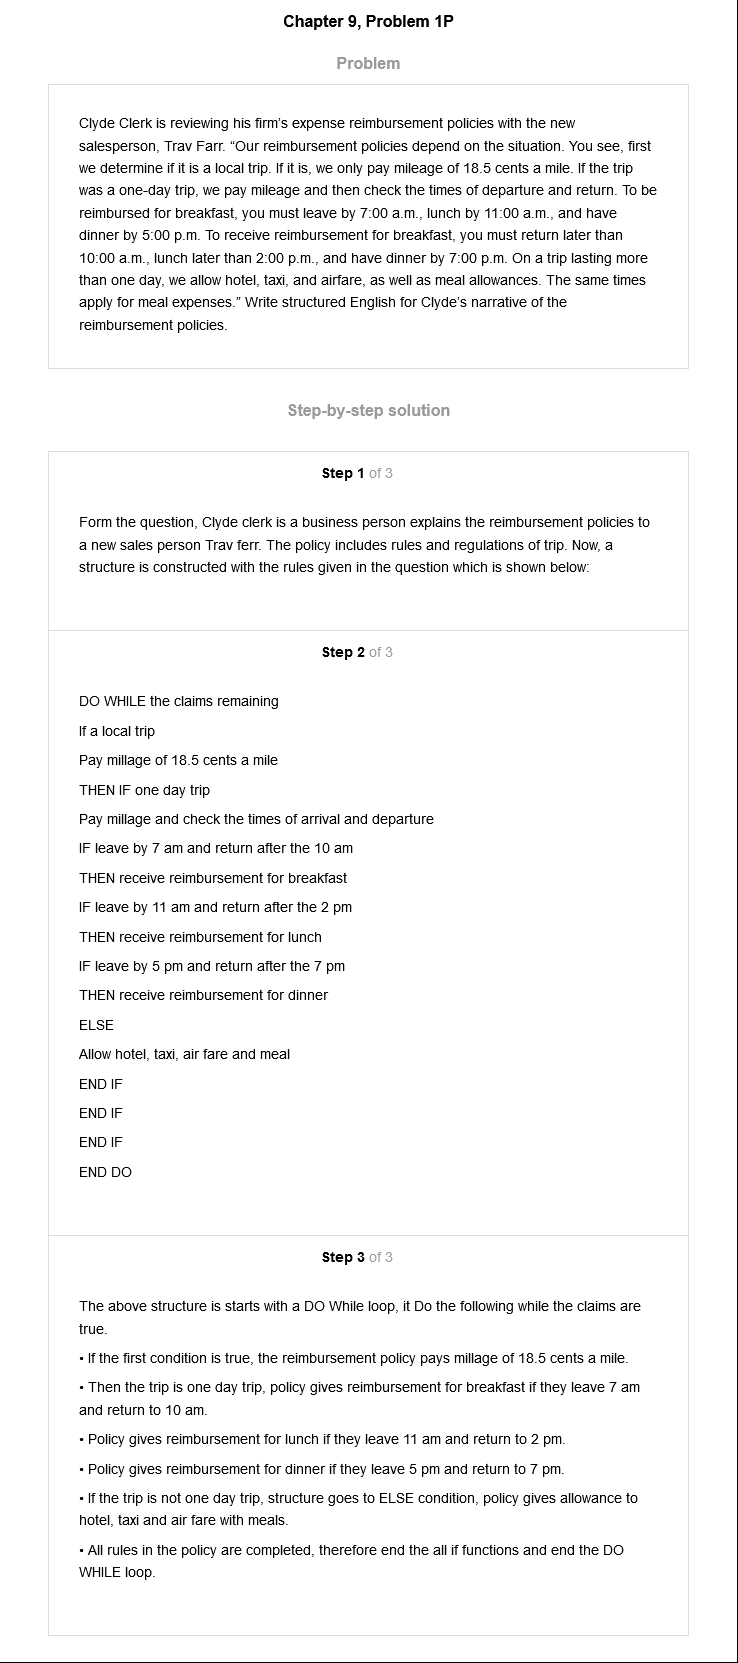 Chapter 9, Problem 1P
Problem
Clyde Clerk is reviewing his firm's expense reimbursement policies with the new
salesperson, Trav Farr. “Our reimbursement policies depend on the situation. You see, first
we determine if it is a local trip. If it is, we only pay mileage of 18.5 cents a mile. If the trip
was a one-day trip, we pay mileage and then check the times of departure and return. To be
reimbursed for breakfast, you must leave by 7:00 a.m., lunch by 11:00 a.m., and have
dinner by 5:00 p.m. To receive reimbursement for breakfast, you must return later than
10:00 a.m., lunch later than 2:00 p.m., and have dinner by 7:00 p.m. On a trip lasting more
than one day, we allow hotel, taxi, and airfare, as well as meal allowances. The same times
apply for meal expenses.” Write structured English for Clyde's narrative of the
reimbursement policies.
Step-by-step solution
Step 1 of 3
Form the question, Clyde clerk is a business person explains the reimbursement policies to
a new sales person Trav ferr. The policy includes rules and regulations of trip. Now, a
structure is constructed with the rules given in the question which is shown below:
Step 2 of 3
DO WHILE the claims remaining
If a local trip
Pay millage of 18.5 cents a mile
THEN IF one day trip
Pay millage and check the times of arrival and departure
IF leave by 7 am and return after the 10 am
THEN receive reimbursement for breakfast
IF leave by 11 am and return after the 2 pm
THEN receive reimbursement for lunch
IF leave by 5 pm and return after the 7 pm
THEN receive reimbursement for dinner
ELSE
Allow hotel, taxi, air fare and meal
END IF
END IF
END IF
END DO
Step 3 of 3
The above structure is starts with a DO While loop, it Do the following while the claims are
true.
• If the first condition is true, the reimbursement policy pays millage of 18.5 cents a mile.
• Then the trip is one day trip, policy gives reimbursement for breakfast if they leave 7 am
and return to 10 am.
• Policy gives reimbursement for lunch if they leave 11 am and return to 2 pm.
• Policy gives reimbursement for dinner if they leave 5 pm and return to 7 pm.
• If the trip is not one day trip, structure goes to ELSE condition, policy gives allowance to
hotel, taxi and air fare with meals.
• All rules in the policy are completed, therefore end the all if functions and end the DO
WHILE loop.